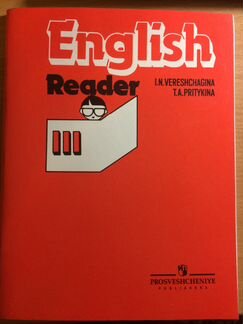 English
Reader
I.N.VERESHCHAGINA
T.A.PRITYKINA
III
PROSVESHCHENIYE
PUBLISHERS